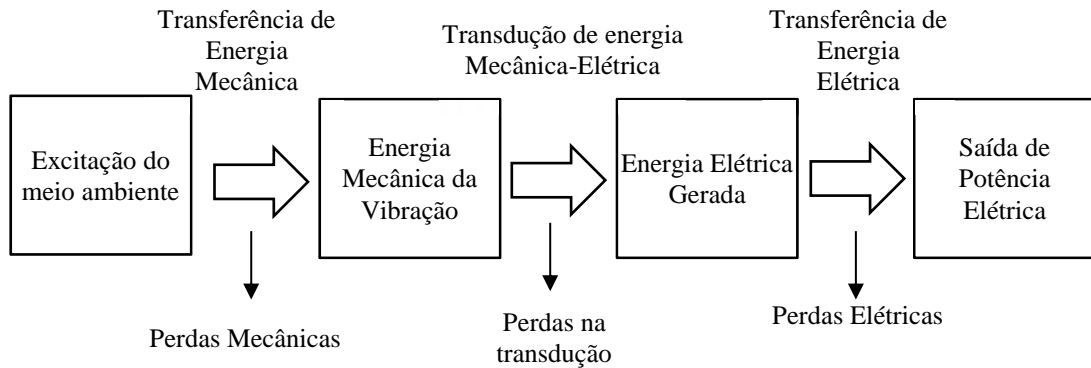 Transferência de
Energia
Mecânica
Transdução de energia
Mecânica-Elétrica
Transferência de
Energia
Elétrica
Excitação do
meio ambiente
Energia
Mecânica da
Vibração
Energia Elétrica
Gerada
Saída de
Potência
Elétrica
Perdas Mecânicas
Perdas na
transdução
Perdas Elétricas